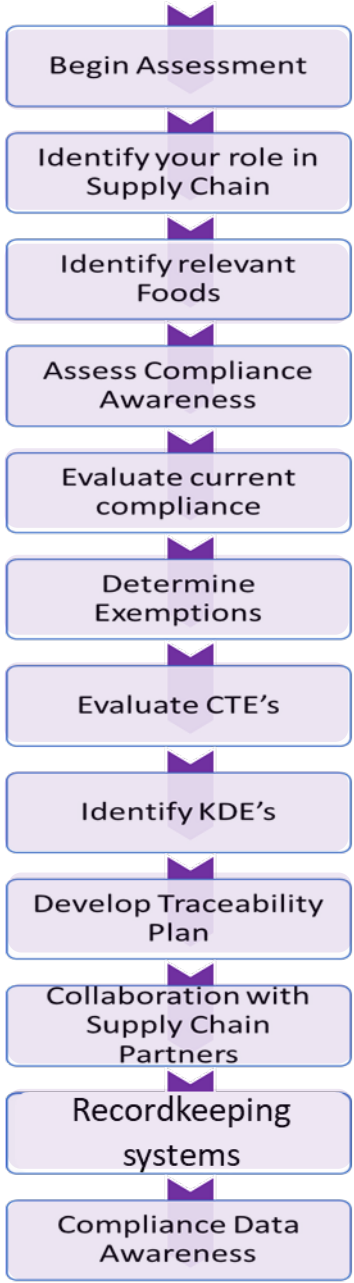 Begin Assessment
Identify your role in
Supply Chain
Identify relevant
Foods
Assess Compliance
Awareness
Evaluate current
compliance
Determine
Exemptions
Evaluate CTE’s
Identify KDE’s
Develop Traceability
Plan
Collaboration with
Supply Chain
Partners
Recordkeeping
systems
Compliance Data
Awareness